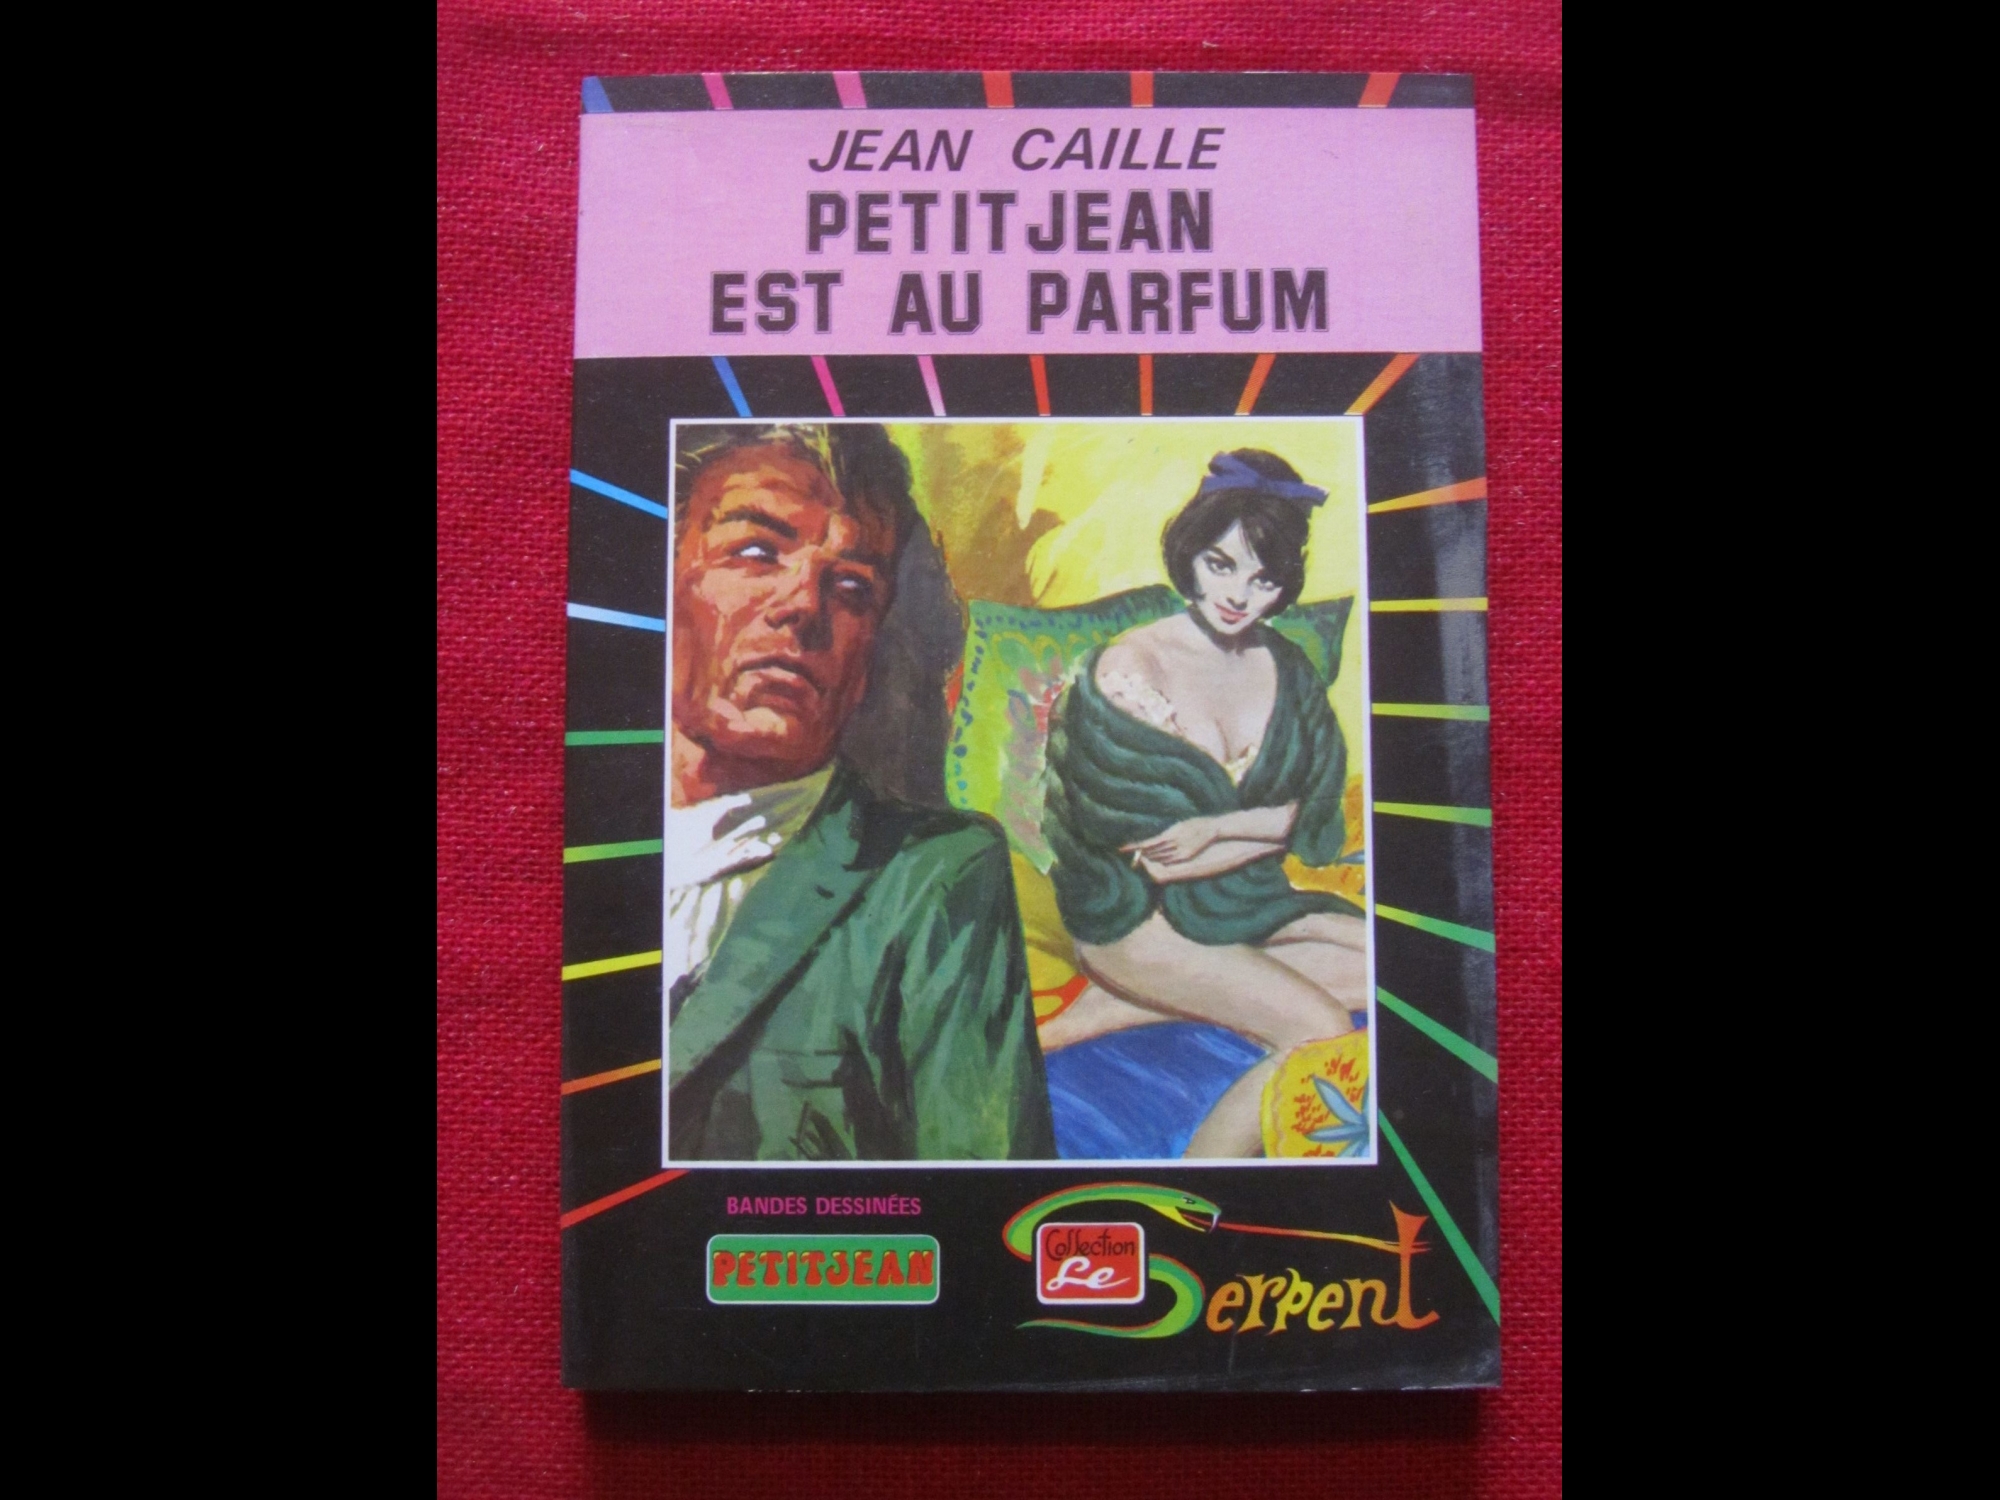 JEAN CAILLE
PETITJEAN
EST AU PARFUM
BANDES DESSINÉES
PETITJEAN
Collection
Le
Serpent